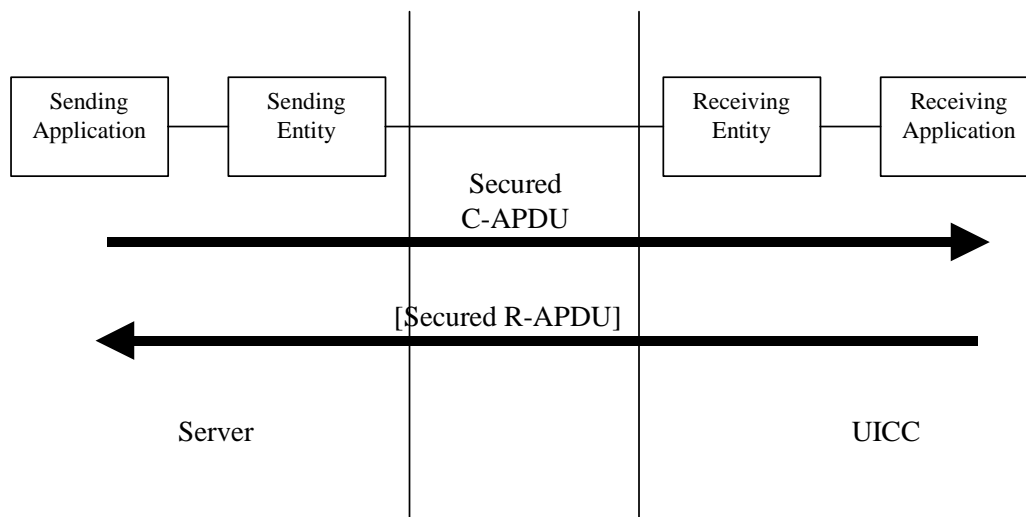 Sending
Application
Sending
Entity
Receiving
Entity
Receiving
Application
Secured
C-APDU
[Secured R-APDU]
Server
UICC